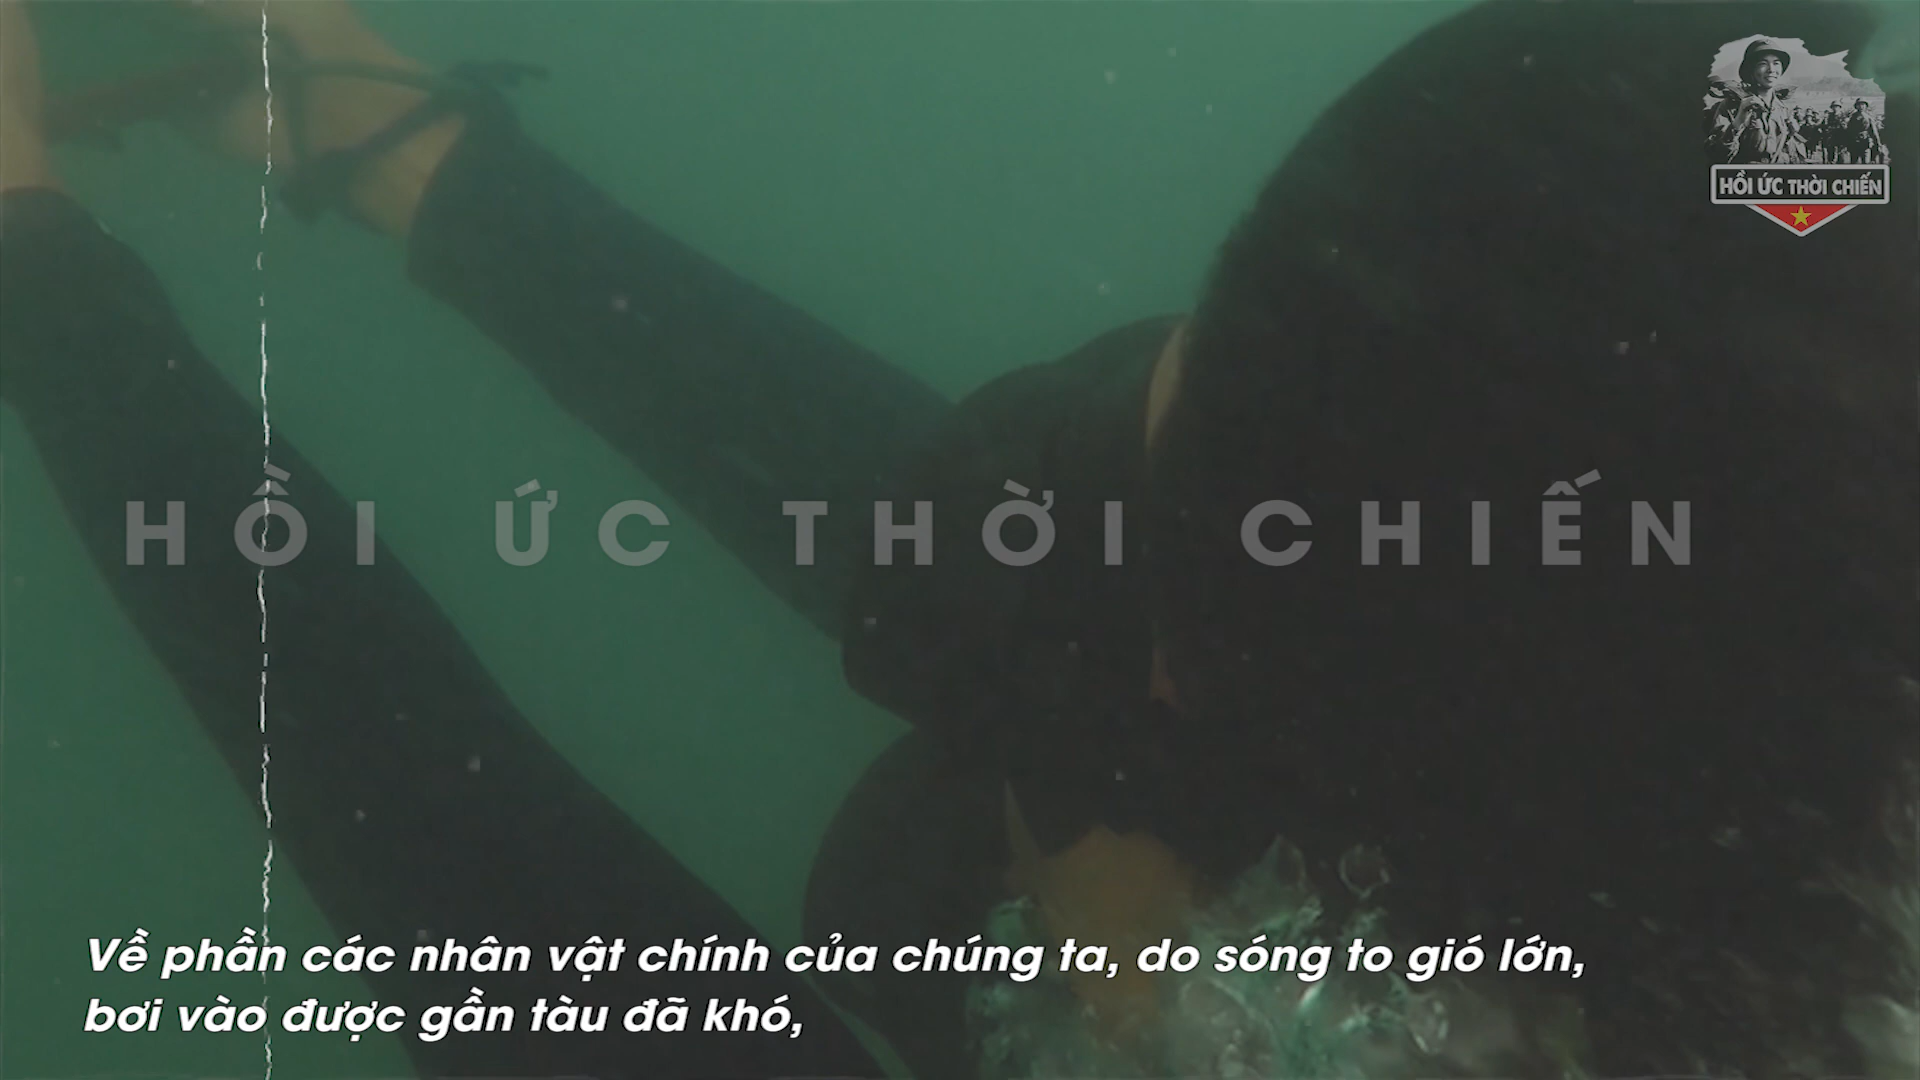 HỒI ỨC THỜI CHIẾN
HỒI ỨC THỜI CHIẾN
Về phần các nhân vật chính của chúng ta, do sóng to gió lớn,
bơi vào được gần tàu đã khó,